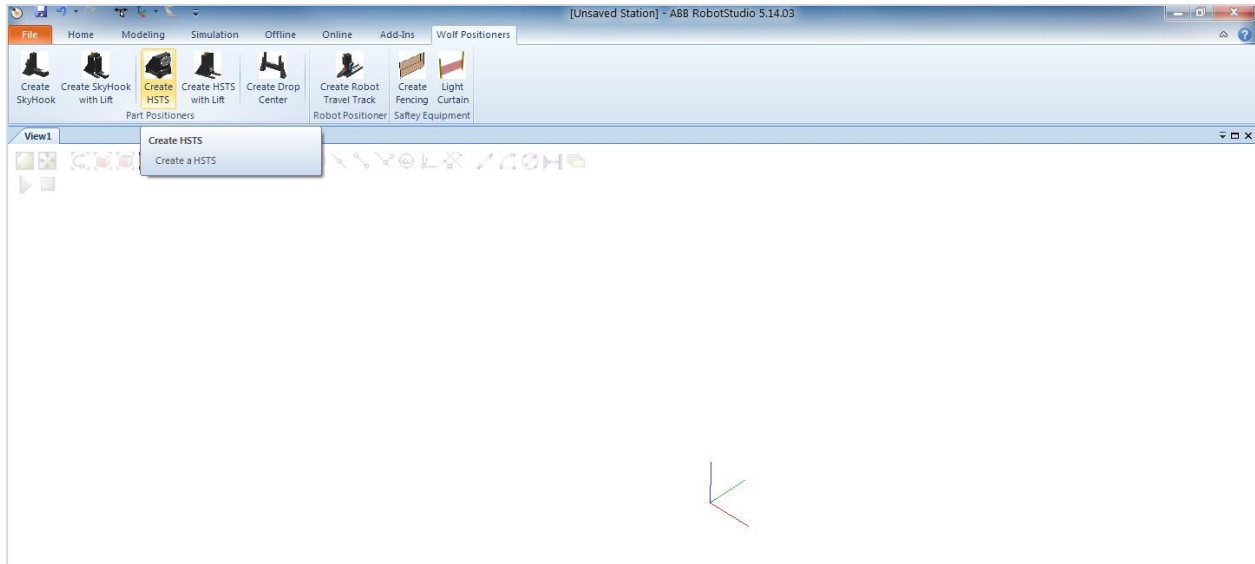 [Unsaved Station] - ABB RobotStudio 5.14.03
File Home Modeling Simulation Offline Online Add-Ins Wolf Positioners
Create SkyHook
Create SkyHook with Lift
Create HSTS
Create HSTS with Lift
Create Drop Center
Part Positioners
Create Robot Travel Track
Robot Positioner
Create Fencing
Light Curtain
Saftey Equipment
View1
Create HSTS
Create a HSTS